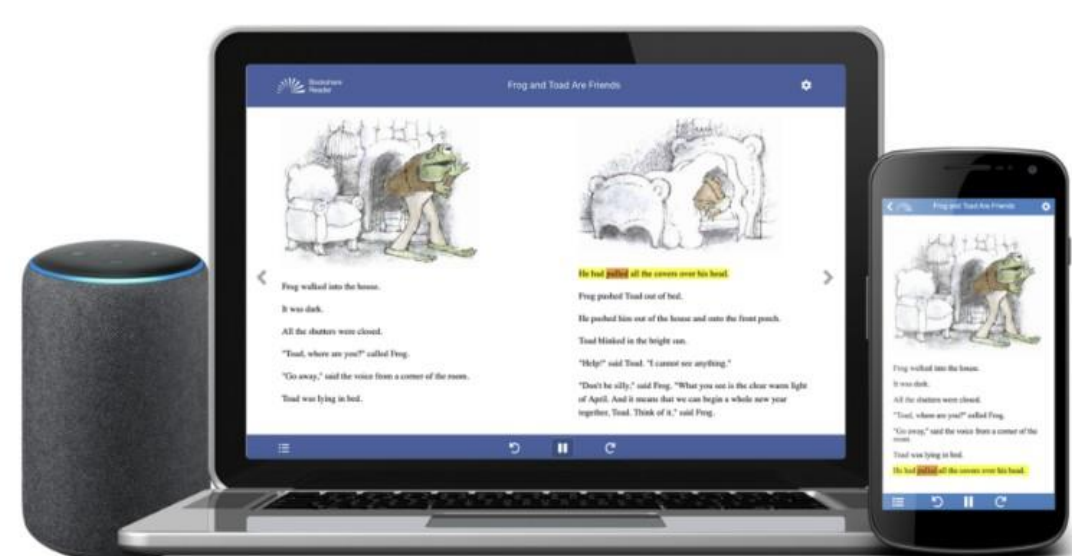 Bookshare
Reader
Frog and Toad Are Friends
Frog walked into the house.
It was dark.
All the shutters were closed.
"Toad, where are you?" called Frog.
"Go away," said the voice from a corner of the room.
Toad was lying in bed.
He had pulled all the covers over his head.
Frog pushed Toad out of bed.
He pushed him out of the house and onto the front porch.
Toad blinked in the bright sun.
"Help!" said Toad. "I cannot see anything."
"Don't be silly," said Frog. "What you see is the clear warm light
of April. And it means that we can begin a whole new year
together, Toad. Think of it," said Frog.
Frog and Toad Are Friends
Frog walked into the house.
It was dark.
All the shutters were closed.
"Toad, where are you?" called Frog.
"Go away," said the voice from a corner of the
room.
Toad was lying in bed.
He had pulled all the covers over his head.